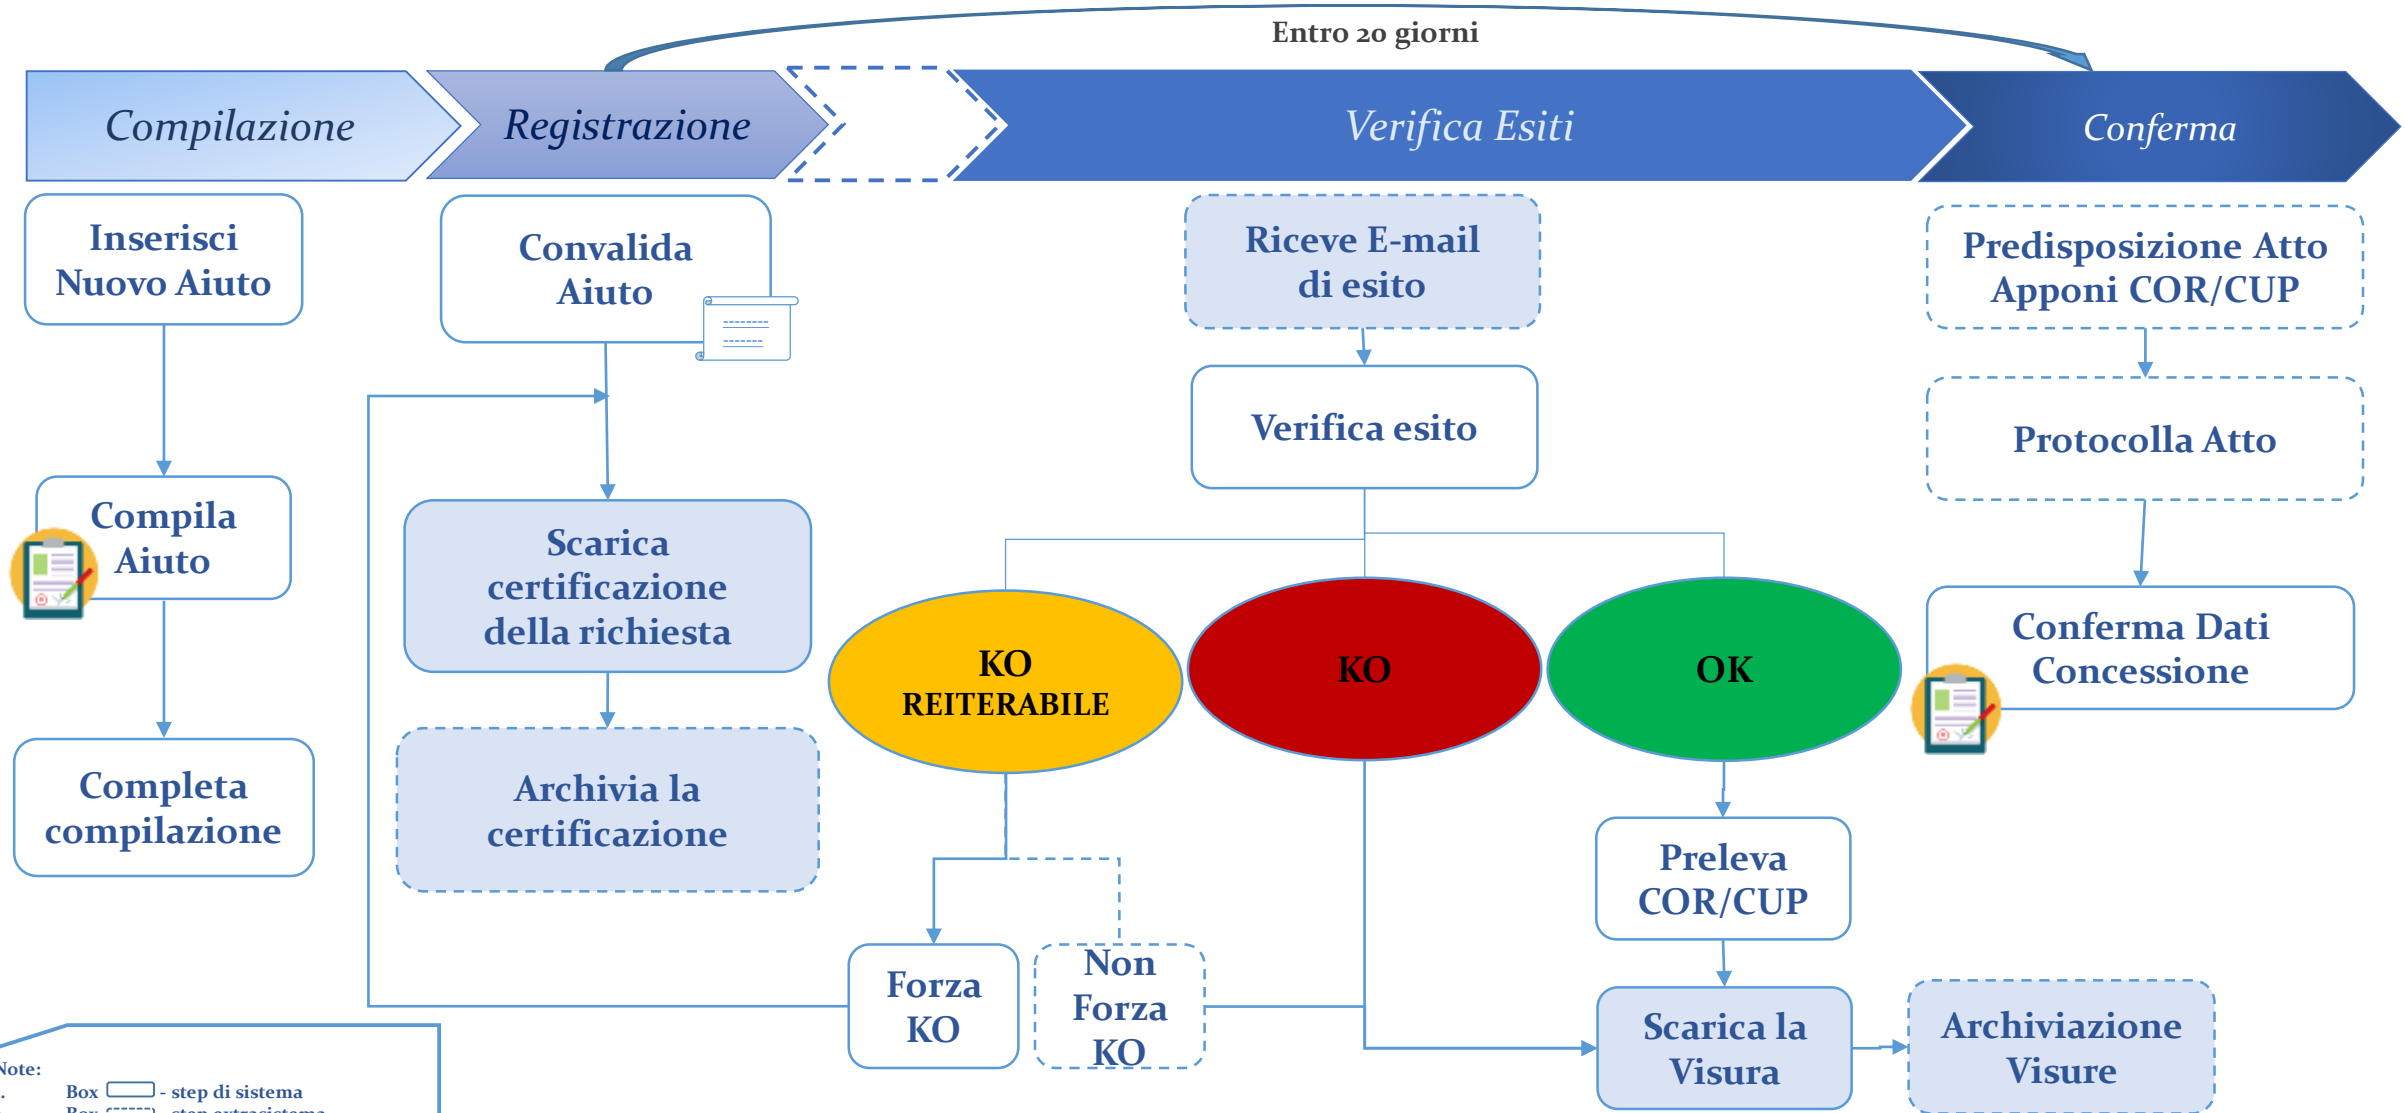 Entro 20 giorni
Compilazione
Registrazione
Verifica Esiti
Conferma
Inserisci
Nuovo Aiuto
Compila
Aiuto
Completa
compilazione
Convalida
Aiuto
Scarica
certificazione
della richiesta
Archivia la
certificazione
Riceve E-mail
di esito
Verifica esito
KO
REITERABILE
KO
OK
Forza
KO
Non
Forza
KO
Preleva
COR/CUP
Scarica la
Visura
Archiviazione
Visure
Predisposizione Atto
Apponi COR/CUP
Protocolla Atto
Conferma Dati
Concessione
Note:
Box - step di sistema
Box - step extrasistema